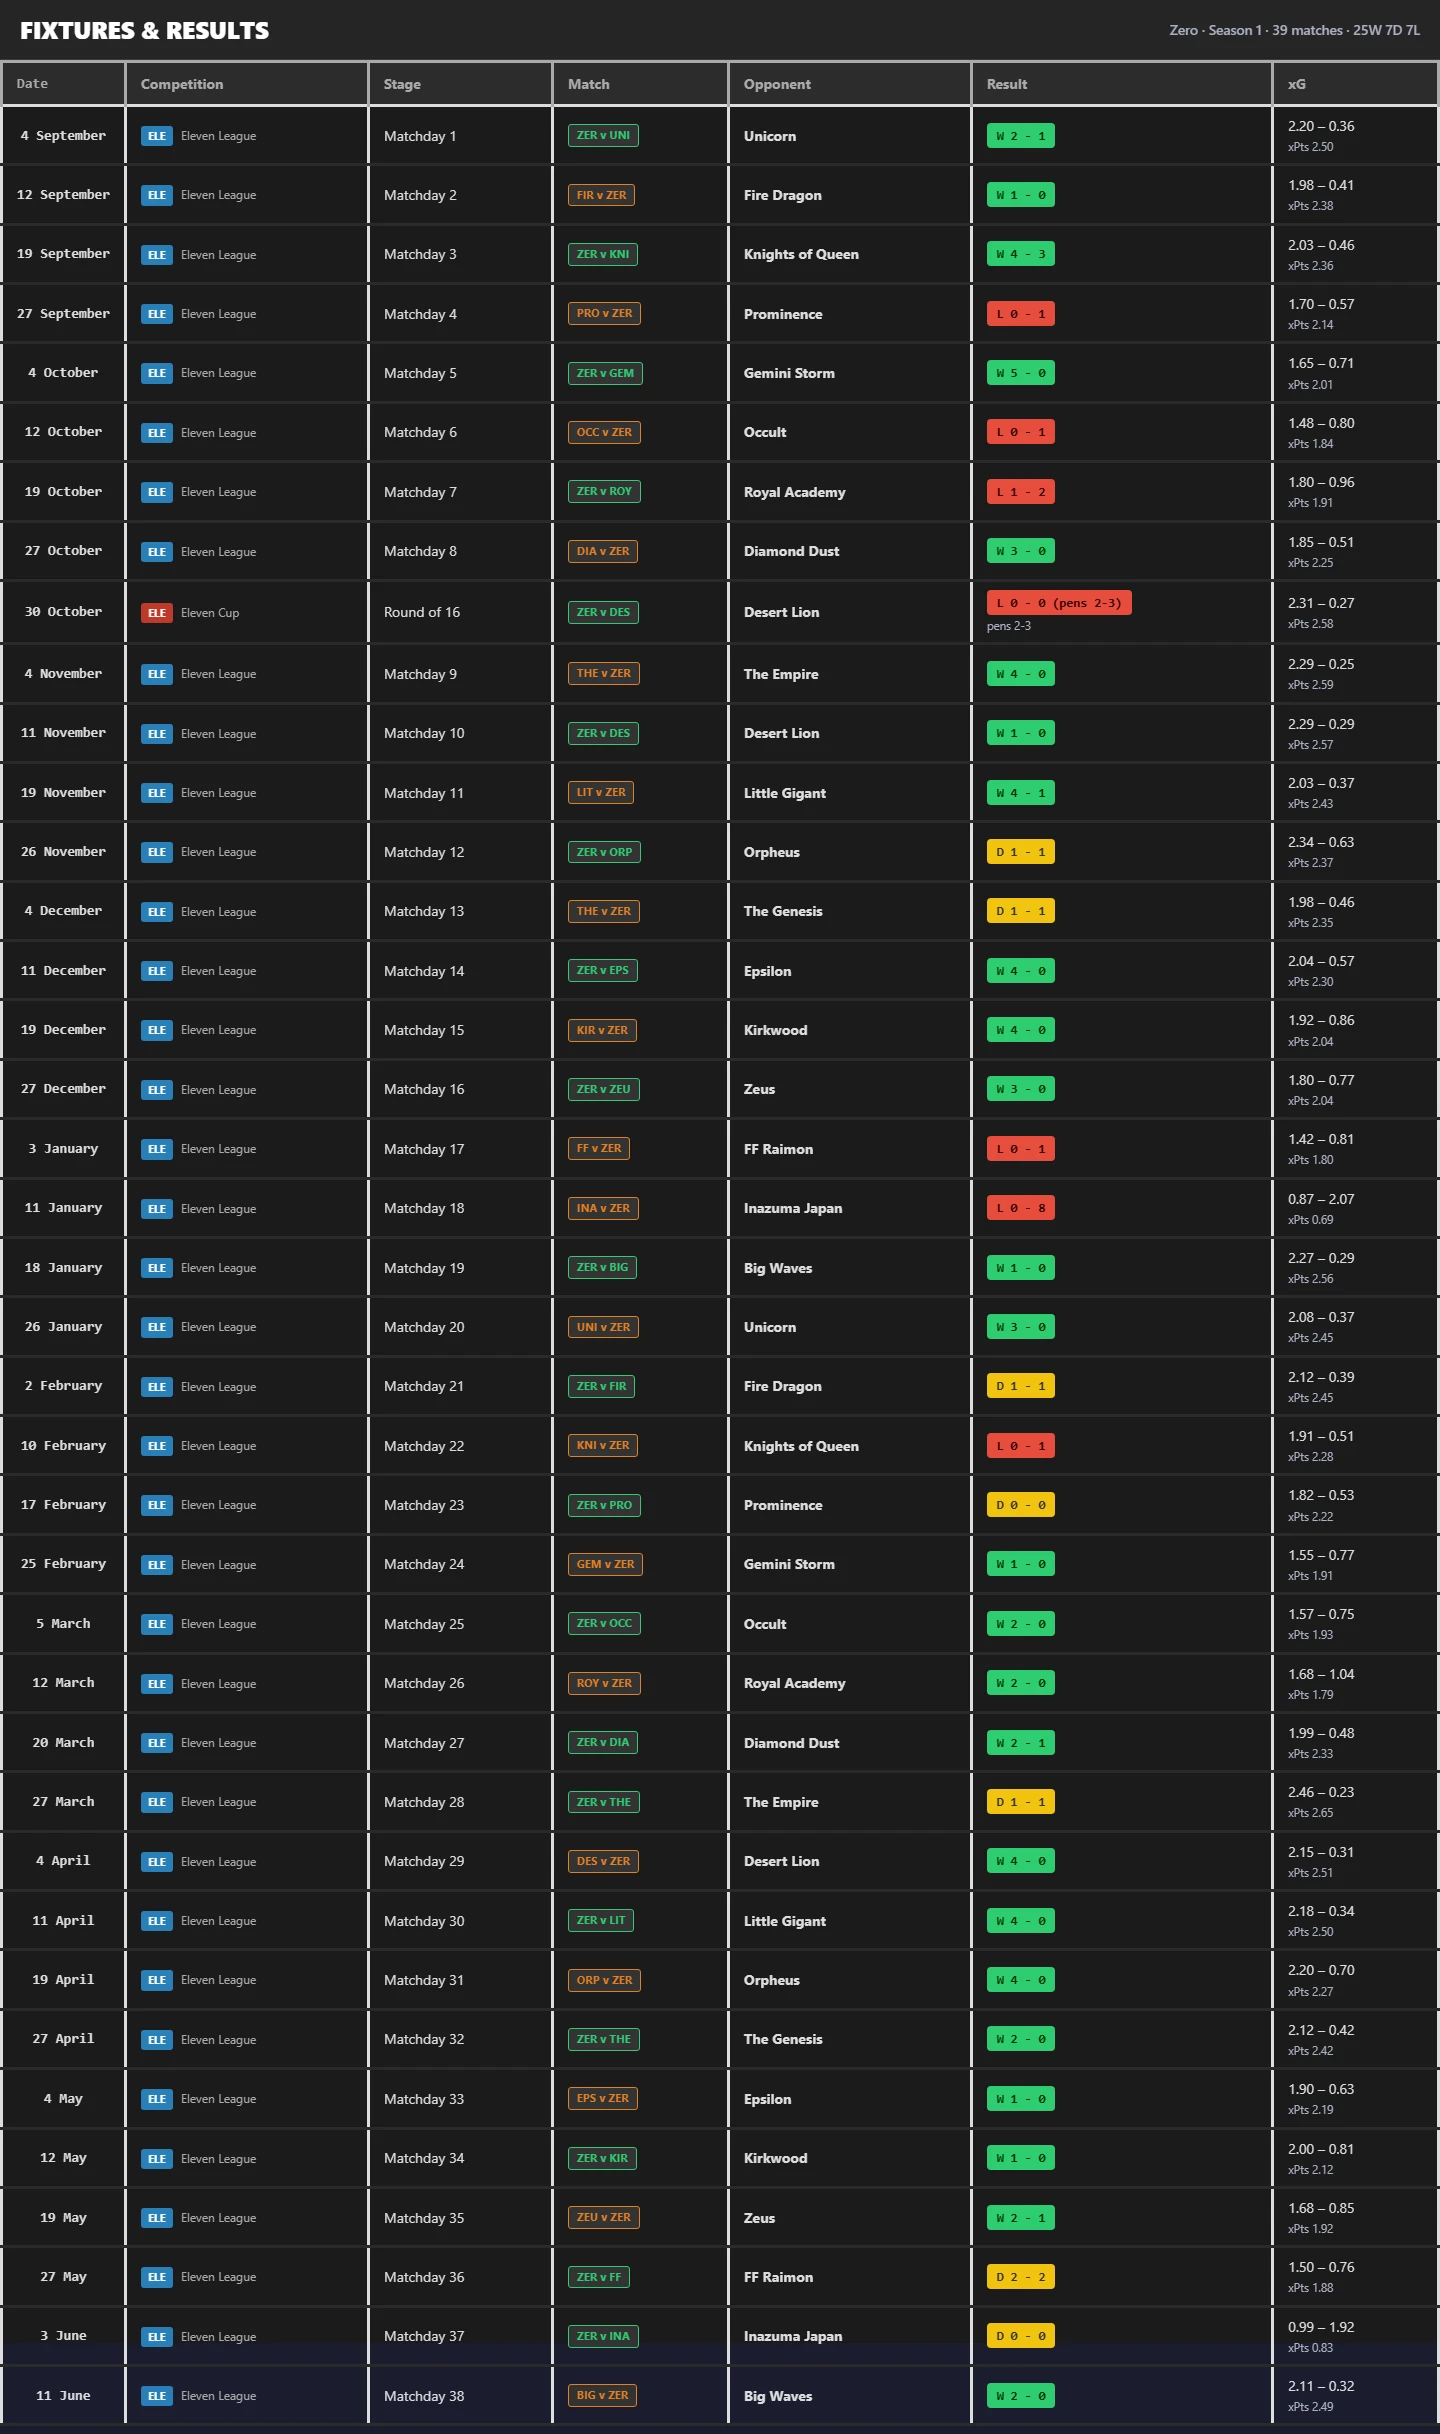 FIXTURES & RESULTS
Zero · Season 1 · 39 matches · 25W 7D 7L
Date Competition Stage Match Opponent Result xG
4 September ELE Eleven League Matchday 1 ZER v UNI Unicorn W 2 - 1 2.20 – 0.36
xPts 2.50
12 September ELE Eleven League Matchday 2 FIR v ZER Fire Dragon W 1 - 0 1.98 – 0.41
xPts 2.38
19 September ELE Eleven League Matchday 3 ZER v KNI Knights of Queen W 4 - 3 2.03 – 0.46
xPts 2.36
27 September ELE Eleven League Matchday 4 PRO v ZER Prominence L 0 - 1 1.70 – 0.57
xPts 2.14
4 October ELE Eleven League Matchday 5 ZER v GEM Gemini Storm W 5 - 0 1.65 – 0.71
xPts 2.01
12 October ELE Eleven League Matchday 6 OCC v ZER Occult L 0 - 1 1.48 – 0.80
xPts 1.84
19 October ELE Eleven League Matchday 7 ZER v ROY Royal Academy L 1 - 2 1.80 – 0.96
xPts 1.91
27 October ELE Eleven League Matchday 8 DIA v ZER Diamond Dust W 3 - 0 1.85 – 0.51
xPts 2.25
30 October ELE Eleven Cup Round of 16 ZER v DES Desert Lion L 0 - 0 (pens 2-3) 2.31 – 0.27
pens 2-3 xPts 2.58
4 November ELE Eleven League Matchday 9 THE v ZER The Empire W 4 - 0 2.29 – 0.25
xPts 2.59
11 November ELE Eleven League Matchday 10 ZER v DES Desert Lion W 1 - 0 2.29 – 0.29
xPts 2.57
19 November ELE Eleven League Matchday 11 LIT v ZER Little Gigant W 4 - 1 2.03 – 0.37
xPts 2.43
26 November ELE Eleven League Matchday 12 ZER v ORP Orpheus D 1 - 1 2.34 – 0.63
xPts 2.37
4 December ELE Eleven League Matchday 13 THE v ZER The Genesis D 1 - 1 1.98 – 0.46
xPts 2.35
11 December ELE Eleven League Matchday 14 ZER v EPS Epsilon W 4 - 0 2.04 – 0.57
xPts 2.30
19 December ELE Eleven League Matchday 15 KIR v ZER Kirkwood W 4 - 0 1.92 – 0.86
xPts 2.04
27 December ELE Eleven League Matchday 16 ZER v ZEU Zeus W 3 - 0 1.80 – 0.77
xPts 2.04
3 January ELE Eleven League Matchday 17 FF v ZER FF Raimon L 0 - 1 1.42 – 0.81
xPts 1.80
11 January ELE Eleven League Matchday 18 INA v ZER Inazuma Japan L 0 - 8 0.87 – 2.07
xPts 0.69
18 January ELE Eleven League Matchday 19 ZER v BIG Big Waves W 1 - 0 2.27 – 0.29
xPts 2.56
26 January ELE Eleven League Matchday 20 UNI v ZER Unicorn W 3 - 0 2.08 – 0.37
xPts 2.45
2 February ELE Eleven League Matchday 21 ZER v FIR Fire Dragon D 1 - 1 2.12 – 0.39
xPts 2.45
10 February ELE Eleven League Matchday 22 KNI v ZER Knights of Queen L 0 - 1 1.91 – 0.51
xPts 2.28
17 February ELE Eleven League Matchday 23 ZER v PRO Prominence D 0 - 0 1.82 – 0.53
xPts 2.22
25 February ELE Eleven League Matchday 24 GEM v ZER Gemini Storm W 1 - 0 1.55 – 0.77
xPts 1.91
5 March ELE Eleven League Matchday 25 ZER v OCC Occult W 2 - 0 1.57 – 0.75
xPts 1.93
12 March ELE Eleven League Matchday 26 ROY v ZER Royal Academy W 2 - 0 1.68 – 1.04
xPts 1.79
20 March ELE Eleven League Matchday 27 ZER v DIA Diamond Dust W 2 - 1 1.99 – 0.48
xPts 2.33
27 March ELE Eleven League Matchday 28 ZER v THE The Empire D 1 - 1 2.46 – 0.23
xPts 2.65
4 April ELE Eleven League Matchday 29 DES v ZER Desert Lion W 4 - 0 2.15 – 0.31
xPts 2.51
11 April ELE Eleven League Matchday 30 ZER v LIT Little Gigant W 4 - 0 2.18 – 0.34
xPts 2.50
19 April ELE Eleven League Matchday 31 ORP v ZER Orpheus W 4 - 0 2.20 – 0.70
xPts 2.27
27 April ELE Eleven League Matchday 32 ZER v THE The Genesis W 2 - 0 2.12 – 0.42
xPts 2.42
4 May ELE Eleven League Matchday 33 EPS v ZER Epsilon W 1 - 0 1.90 – 0.63
xPts 2.19
12 May ELE Eleven League Matchday 34 ZER v KIR Kirkwood W 1 - 0 2.00 – 0.81
xPts 2.12
19 May ELE Eleven League Matchday 35 ZEU v ZER Zeus W 2 - 1 1.68 – 0.85
xPts 1.92
27 May ELE Eleven League Matchday 36 ZER v FF FF Raimon D 2 - 2 1.50 – 0.76
xPts 1.88
3 June ELE Eleven League Matchday 37 ZER v INA Inazuma Japan D 0 - 0 0.99 – 1.92
xPts 0.83
11 June ELE Eleven League Matchday 38 BIG v ZER Big Waves W 2 - 0 2.11 – 0.32
xPts 2.49